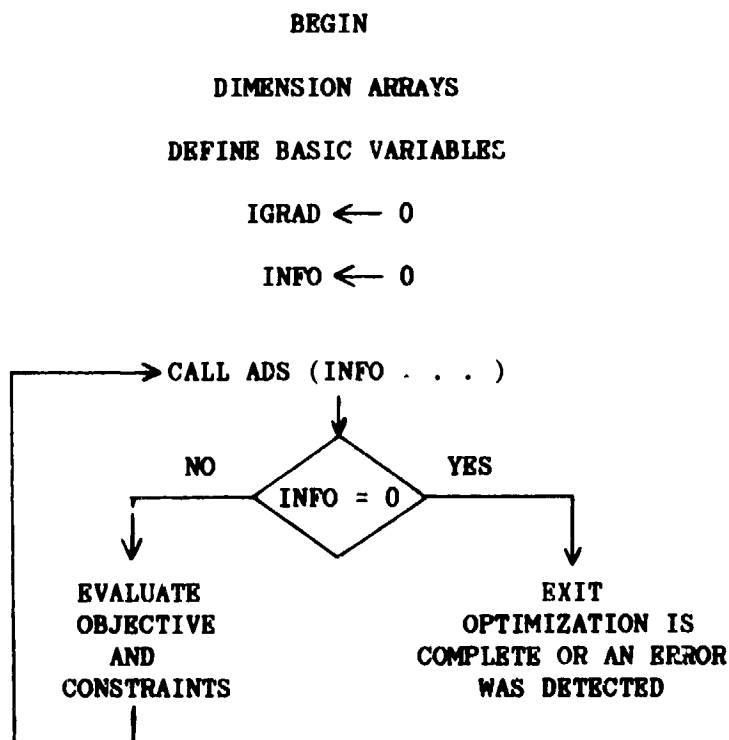 BEGIN
DIMENSION ARRAYS
DEFINE BASIC VARIABLES
IGRAD ← 0
INFO ← 0
CALL ADS (INFO . . . )
NO
YES
INFO = 0
EVALUATE
OBJECTIVE
AND
CONSTRAINTS
EXIT
OPTIMIZATION IS
COMPLETE OR AN ERROR
WAS DETECTED